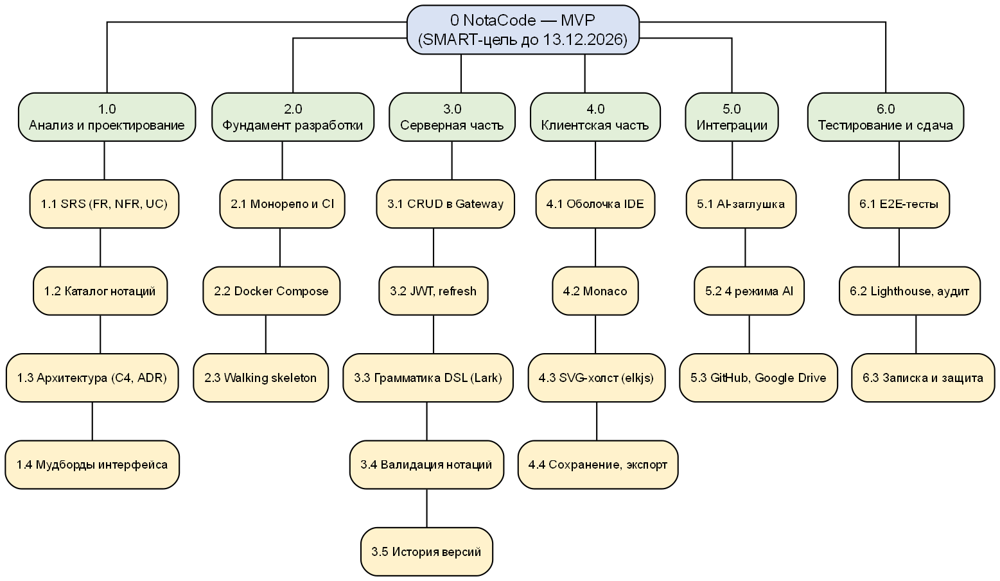 0 NotaCode — MVP
(SMART-цель до 13.12.2026)
1.0
Анализ и проектирование
2.0
Фундамент разработки
3.0
Серверная часть
4.0
Клиентская часть
5.0
Интеграции
6.0
Тестирование и сдача
1.1 SRS (FR, NFR, UC)
2.1 Монорепо и CI
3.1 CRUD в Gateway
4.1 Оболочка IDE
5.1 AI-заглушка
6.1 E2E-тесты
1.2 Каталог нотаций
2.2 Docker Compose
3.2 JWT, refresh
4.2 Monaco
5.2 4 режима AI
6.2 Lighthouse, аудит
1.3 Архитектура (C4, ADR)
2.3 Walking skeleton
3.3 Грамматика DSL (Lark)
4.3 SVG-холст (elkjs)
5.3 GitHub, Google Drive
6.3 Записка и защита
1.4 Мудборды интерфейса
3.4 Валидация нотаций
4.4 Сохранение, экспорт
3.5 История версий